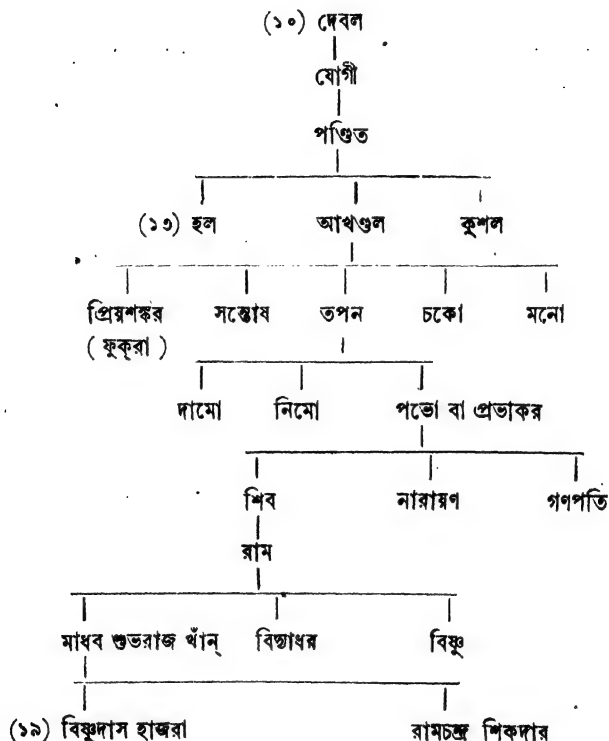 (১০) দেবল
যোগী
পণ্ডিত
(১৩) হল আখণ্ডল কুশল
প্রিয়শঙ্কর সন্তোষ তপন চকো মনো
( ফুক্‌রা )
দামো নিমো পভো বা প্রভাকর
শিব নারায়ণ গণপতি
রাম
মাধব শুভরাজ খাঁন্ বিদ্যাধর বিষ্ণু
(১৯) বিষ্ণুদাস হাজরা রামচন্দ্র শিকদার